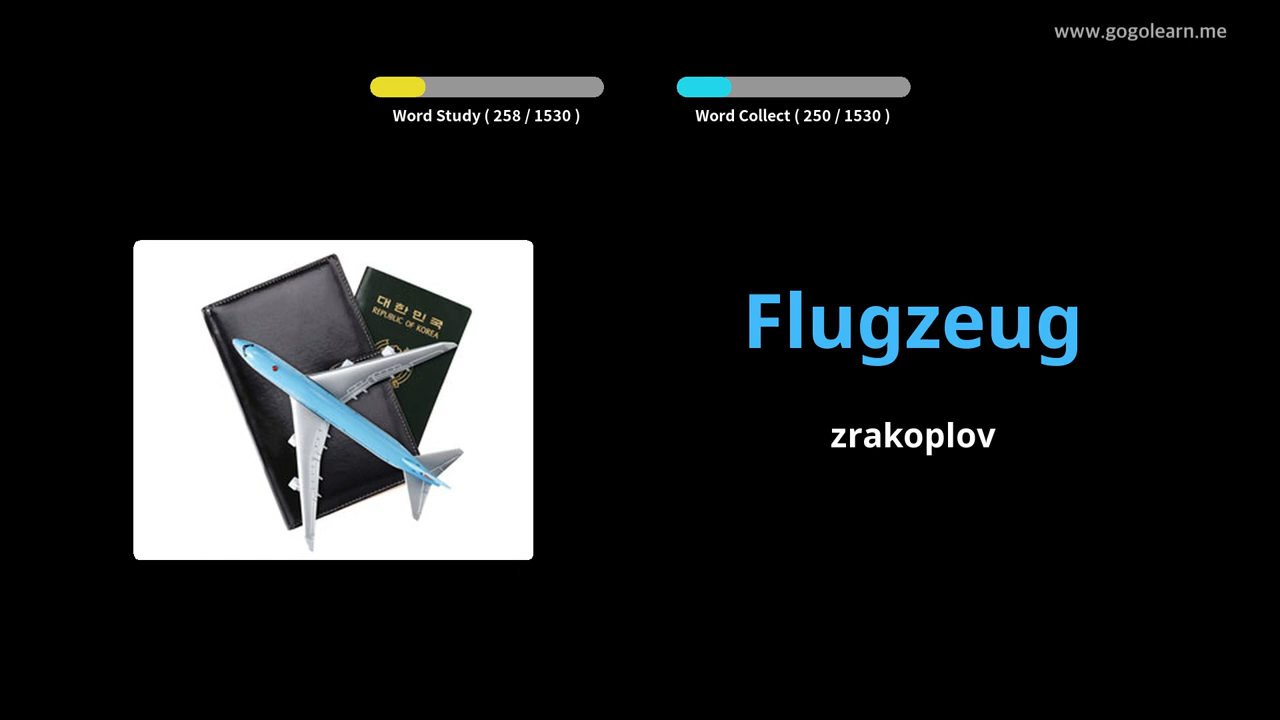 www.gogolearn.me
Word Study ( 258 / 1530 )
Word Collect ( 250 / 1530 )
대한민국
REPUBLIC OF KOREA
Flugzeug
zrakoplov